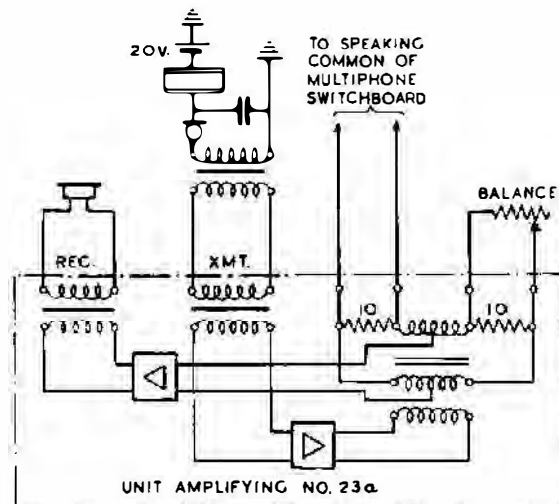 20V.
TO SPEAKING
COMMON OF
MULTIPHONE
SWITCHBOARD
BALANCE
REC.
XMT.
10
10
UNIT AMPLIFYING NO. 23a